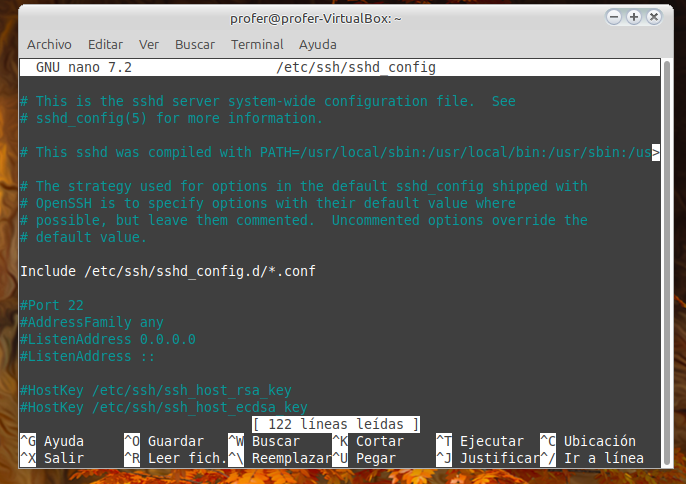 profer@profer-VirtualBox: ~
Archivo Editar Ver Buscar Terminal Ayuda
GNU nano 7.2 /etc/ssh/sshd_config
# This is the sshd server system-wide configuration file.  See
# sshd_config(5) for more information.
# This sshd was compiled with PATH=/usr/local/sbin:/usr/local/bin:/usr/sbin:/us>
# The strategy used for options in the default sshd_config shipped with
# OpenSSH is to specify options with their default value where
# possible, but leave them commented.  Uncommented options override the
# default value.
Include /etc/ssh/sshd_config.d/*.conf
#Port 22
#AddressFamily any
#ListenAddress 0.0.0.0
#ListenAddress ::
#HostKey /etc/ssh/ssh_host_rsa_key
#HostKey /etc/ssh/ssh_host_ecdsa_key
[ 122 líneas leídas ]
^G Ayuda ^O Guardar ^W Buscar ^K Cortar ^T Ejecutar ^C Ubicación
^X Salir ^R Leer fich. ^\ Reemplazar ^U Pegar ^J Justificar ^/ Ir a línea